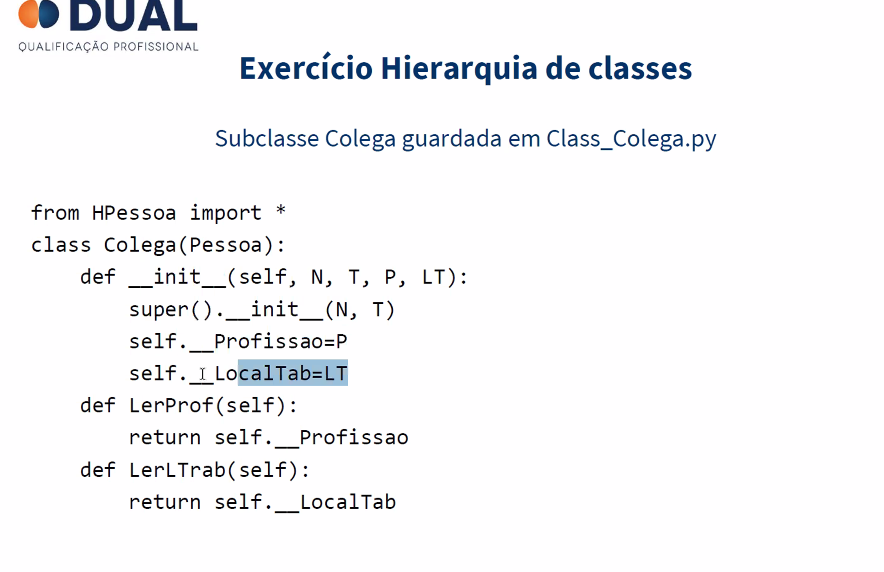 DUAL
QUALIFICAÇÃO PROFISSIONAL
Exercício Hierarquia de classes
Subclasse Colega guardada em Class_Colega.py
from HPessoa import *
class Colega(Pessoa):
    def __init__(self, N, T, P, LT):
        super().__init__(N, T)
        self.__Profissao=P
        self.__LocalTab=LT
    def LerProf(self):
        return self.__Profissao
    def LerLTrab(self):
        return self.__LocalTab